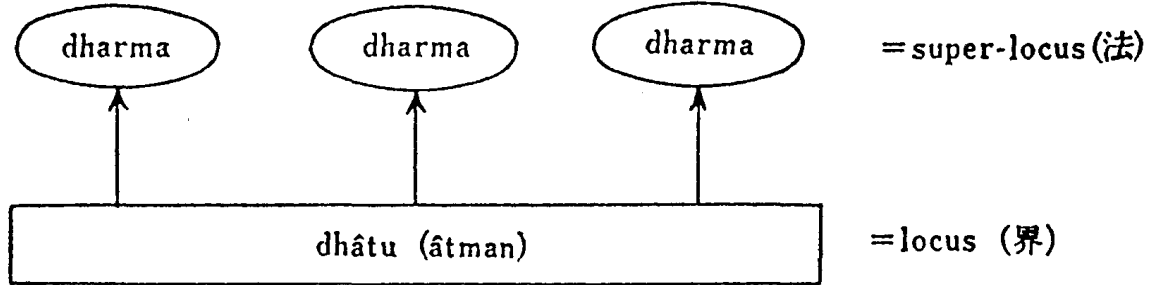 dharma dharma dharma =super-locus(法)
dhâtu (âtman) =locus (界)